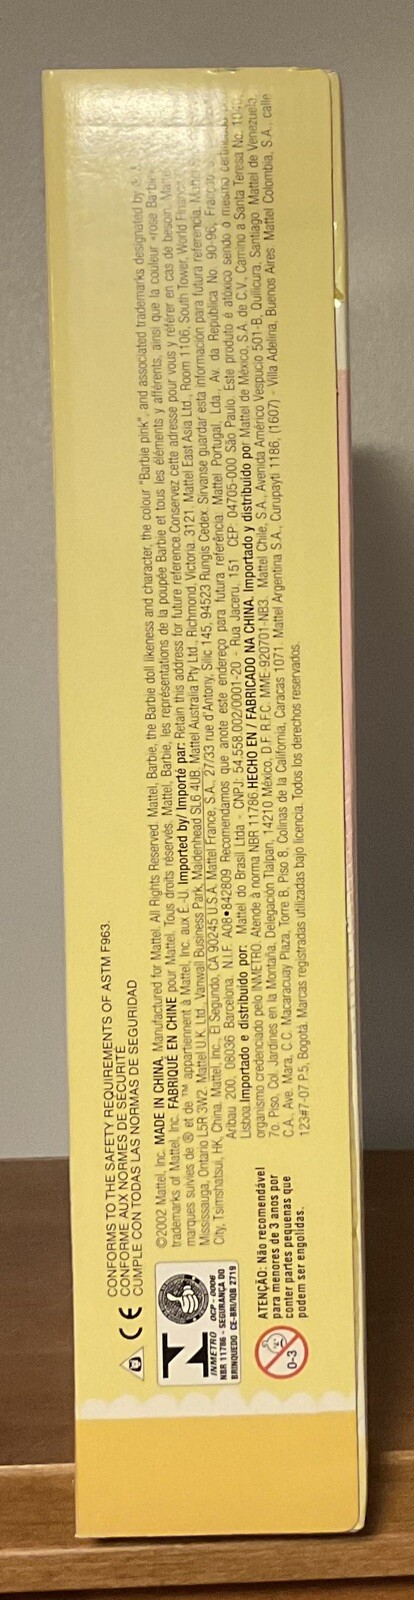 CONFORMS TO THE SAFETY REQUIREMENTS OF ASTM F963.
CONFORME AUX NORMES DE SÉCURITÉ
CUMPLE CON TODAS LAS NORMAS DE SEGURIDAD
CE
©2002 Mattel, Inc. MADE IN CHINA. Manufactured for Mattel. All Rights Reserved. Mattel, Barbie, the Barbie doll likeness and character, the colour "Barbie pink", and associated trademarks designated by
trademarks of Mattel, Inc. FABRIQUÉ EN CHINE pour Mattel. Tous droits réservés. Mattel, Barbie, les représentations de la poupée Barbie et tous les éléments y afférents, ainsi que la couleur «rose Barbie
marques suivies de ® et de ™ appartiennent à Mattel, Inc. aux É.-U. Imported by/ Importé par: Retain this address for future reference. Conservez cette adresse pour vous y référer en cas de besoin.
Mississauga, Ontario L5R 3W2. Mattel U.K. Ltd., Vanwall Business Park, Maidenhead SL6 4UB. Mattel Australia Pty Ltd., Richmond, Victoria. 3121. Mattel East Asia Ltd., Room 1106, South Tower, World
City, Tsimshatsui, HK, China. Mattel, Inc., El Segundo, CA 90245 U.S.A. Mattel France, S.A., 27/33 rue d'Antony, Silic 145, 94523 Rungis Cedex. Sírvanse guardar esta información para futura referencia.
Aribau 200, 08036 Barcelona. N.I.F. A08•842809. Recomendamos que anote este endereço para futura referência. Mattel Portugal, Lda., Av. da República No. 90-96,
Lisboa. Importado e distribuido por: Mattel do Brasil Ltda - CNPJ: 54.558.002/0001-20 - Rua Jaceru, 151 CEP: 04705-000 São Paulo. Este produto é atóxico sendo o mesmo
organismo credenciado pelo INMETRO. Atende à norma NBR 11786. HECHO EN / FABRICADO NA CHINA. Importado y distribuido por: Mattel de México, S.A. de C.V., Camino a Santa Teresa No. 1040,
7o. Piso, Col. Jardines en la Montaña, Delegación Tlalpan, 14210 México, D.F. R.F.C. MME-920701-NB3. Mattel Chile, S.A., Avenida Américo Vespucio 501-B, Quilicura, Santiago. Mattel de Venezuela,
C.A., Ave. Mara, C.C. Macaracuay Plaza, Torre B, Piso 8, Colinas de la California, Caracas 1071. Mattel Argentina S.A., Curupaytí 1186, (1607) - Villa Adelina, Buenos Aires. Mattel Colombia, S.A., calle
123#7-07 P.5, Bogotá. Marcas registradas utilizadas bajo licencia. Todos los derechos reservados.
INMETRO OCP - 0006
NBR 11786 - SEGURANÇA DO
BRINQUEDO CE-BRI/IQB 2719
0-3
ATENÇÃO: Não recomendável
para menores de 3 anos por
conter partes pequenas que
podem ser engolidas.